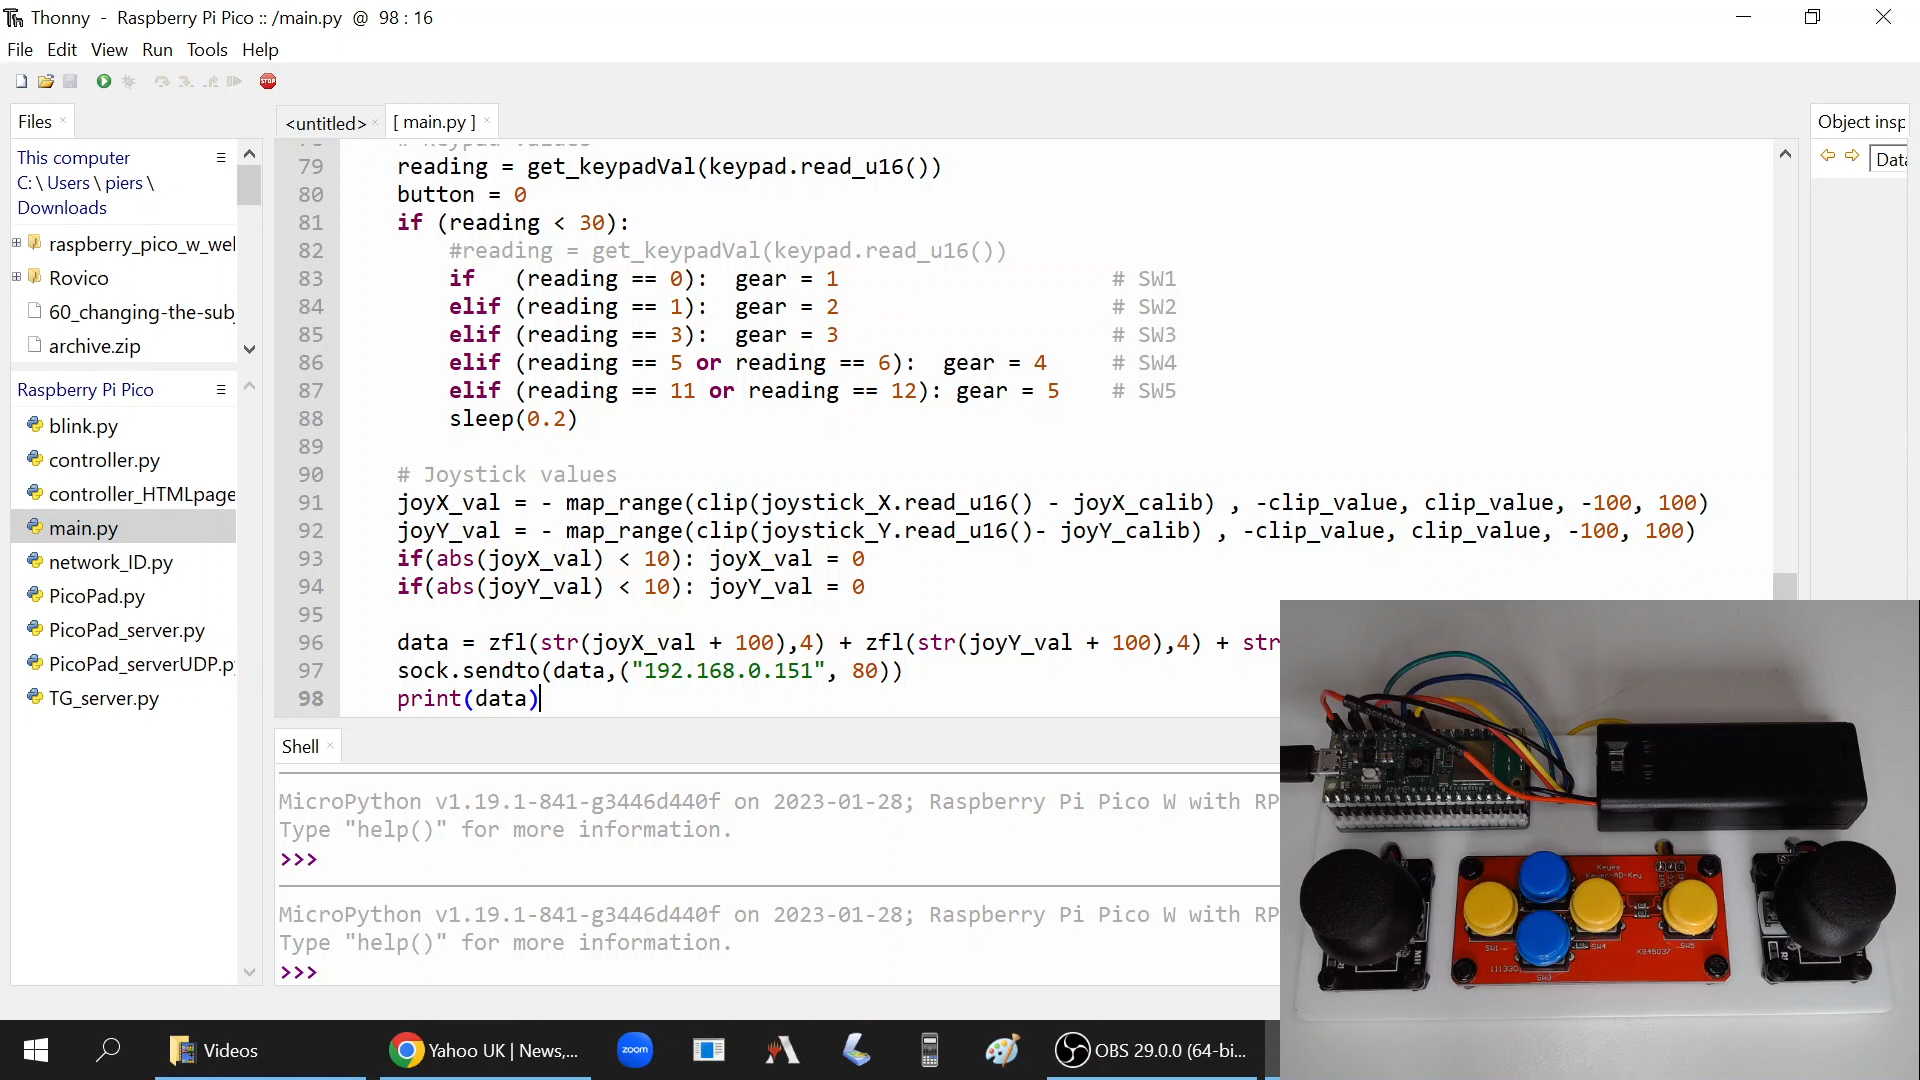 Thonny - Raspberry Pi Pico :: /main.py @ 98 : 16
File Edit View Run Tools Help
STOP
Files
<untitled>
[ main.py ]
Object insp
This computer
C: \ Users \ piers \
Downloads
Data
raspberry_pico_w_wel
Rovico
60_changing-the-sub
archive.zip
Raspberry Pi Pico
blink.py
controller.py
controller_HTMLpage
main.py
network_ID.py
PicoPad.py
PicoPad_server.py
PicoPad_serverUDP.p
TG_server.py
78 # Keypad values
79 reading = get_keypadVal(keypad.read_u16())
80 button = 0
81 if (reading < 30):
82 #reading = get_keypadVal(keypad.read_u16())
83 if (reading == 0): gear = 1 # SW1
84 elif (reading == 1): gear = 2 # SW2
85 elif (reading == 3): gear = 3 # SW3
86 elif (reading == 5 or reading == 6): gear = 4 # SW4
87 elif (reading == 11 or reading == 12): gear = 5 # SW5
88 sleep(0.2)
89
90 # Joystick values
91 joyX_val = - map_range(clip(joystick_X.read_u16() - joyX_calib) , -clip_value, clip_value, -100, 100)
92 joyY_val = - map_range(clip(joystick_Y.read_u16()- joyY_calib) , -clip_value, clip_value, -100, 100)
93 if(abs(joyX_val) < 10): joyX_val = 0
94 if(abs(joyY_val) < 10): joyY_val = 0
95
96 data = zfl(str(joyX_val + 100),4) + zfl(str(joyY_val + 100),4) + str
97 sock.sendto(data,("192.168.0.151", 80))
98 print(data)
Shell
MicroPython v1.19.1-841-g3446d440f on 2023-01-28; Raspberry Pi Pico W with RP
Type "help()" for more information.
>>>
MicroPython v1.19.1-841-g3446d440f on 2023-01-28; Raspberry Pi Pico W with RP
Type "help()" for more information.
>>>
Keyes
SW1
SW4
SW5
K845037
111330
SW3
Videos
Yahoo UK | News,...
zoom
OBS 29.0.0 (64-bi...